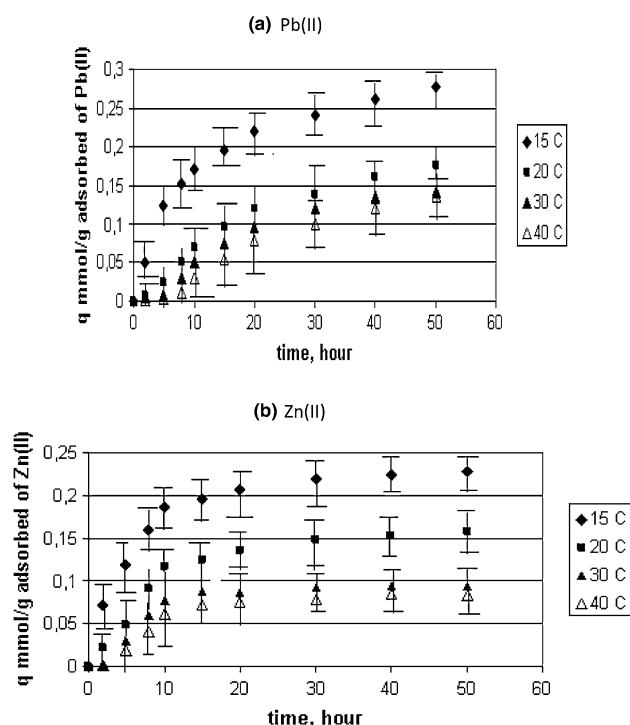 (a) Pb(II)
q mmol/g adsorbed of Pb(II)
0,3
0,25
0,2
0,15
0,1
0,05
0
0 10 20 30 40 50 60
time, hour
15 C
20 C
30 C
40 C
(b) Zn(II)
q mmol/g adsorbed of Zn(II)
0,25
0,2
0,15
0,1
0,05
0
0 10 20 30 40 50 60
time, hour
15 C
20 C
30 C
40 C